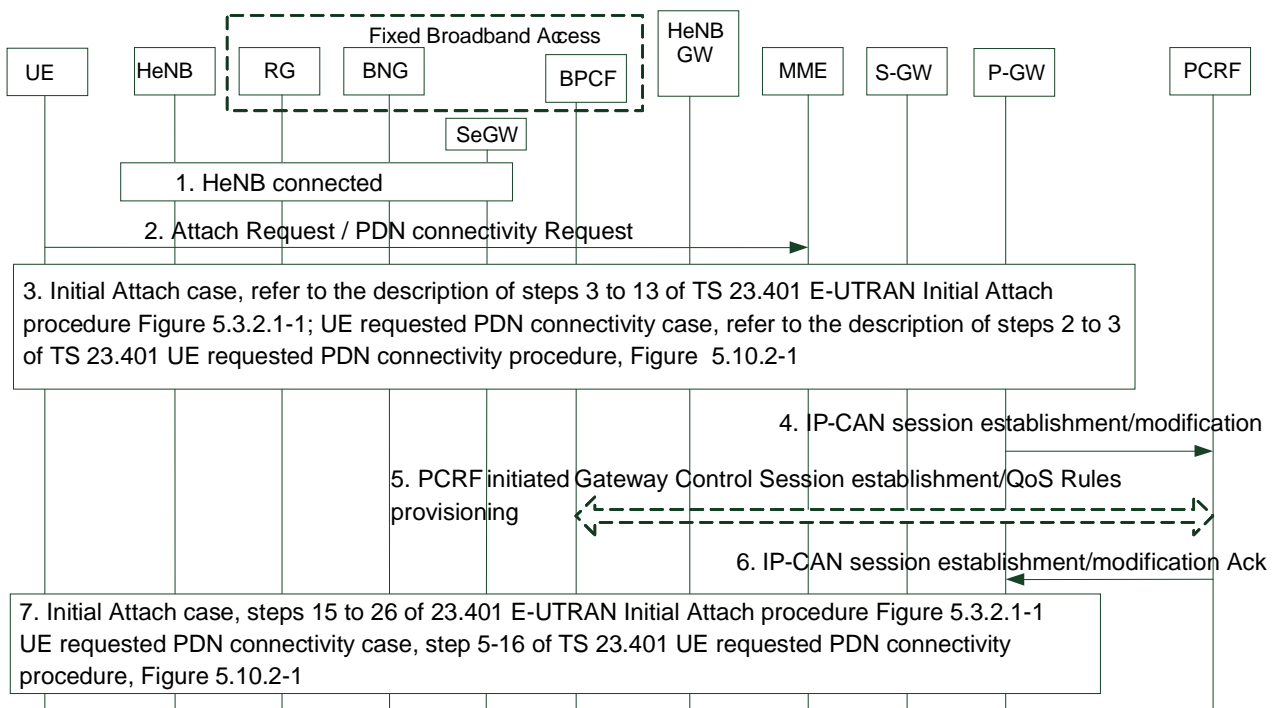 Fixed Broadband Access
HeNB
GW
UE
HeNB
RG
BNG
BPCF
MME
S-GW
P-GW
PCRF
SeGW
1. HeNB connected
2. Attach Request / PDN connectivity Request
3. Initial Attach case, refer to the description of steps 3 to 13 of TS 23.401 E-UTRAN Initial Attach
procedure Figure 5.3.2.1-1; UE requested PDN connectivity case, refer to the description of steps 2 to 3
of TS 23.401 UE requested PDN connectivity procedure, Figure 5.10.2-1
4. IP-CAN session establishment/modification
5. PCRF initiated Gateway Control Session establishment/QoS Rules
provisioning
6. IP-CAN session establishment/modification Ack
7. Initial Attach case, steps 15 to 26 of 23.401 E-UTRAN Initial Attach procedure Figure 5.3.2.1-1
UE requested PDN connectivity case, step 5-16 of TS 23.401 UE requested PDN connectivity
procedure, Figure 5.10.2-1